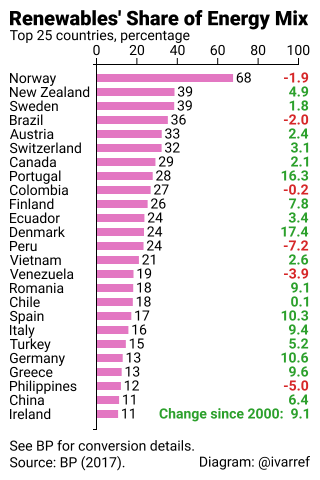 Renewables' Share of Energy Mix
Top 25 countries, percentage
0 20 40 60 80 100
Norway 68 -1.9
New Zealand 39 4.9
Sweden 39 1.8
Brazil 36 -2.0
Austria 33 2.4
Switzerland 32 3.1
Canada 29 2.1
Portugal 28 16.3
Colombia 27 -0.2
Finland 26 7.8
Ecuador 24 3.4
Denmark 24 17.4
Peru 24 -7.2
Vietnam 21 2.6
Venezuela 19 -3.9
Romania 18 9.1
Chile 18 0.1
Spain 17 10.3
Italy 16 9.4
Turkey 15 5.2
Germany 13 10.6
Greece 13 9.6
Philippines 12 -5.0
China 11 6.4
Ireland 11 Change since 2000: 9.1
See BP for conversion details.
Source: BP (2017). Diagram: @ivarref